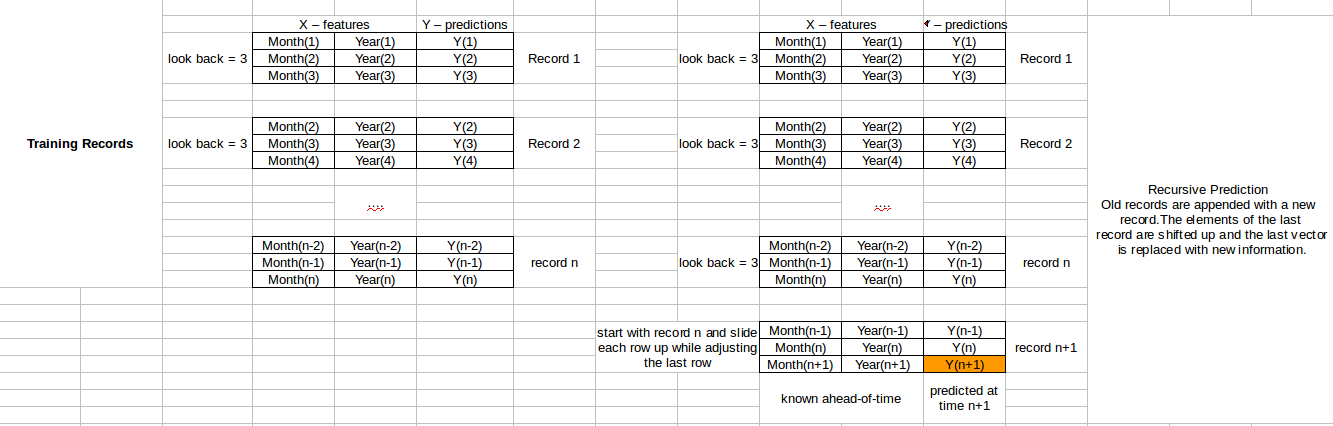 X – features Y – predictions X – features Y – predictions
Month(1) Year(1) Y(1) Month(1) Year(1) Y(1)
look back = 3 Month(2) Year(2) Y(2) Record 1 look back = 3 Month(2) Year(2) Y(2) Record 1
Month(3) Year(3) Y(3) Month(3) Year(3) Y(3)
Month(2) Year(2) Y(2) Month(2) Year(2) Y(2)
Training Records look back = 3 Month(3) Year(3) Y(3) Record 2 look back = 3 Month(3) Year(3) Y(3) Record 2
Month(4) Year(4) Y(4) Month(4) Year(4) Y(4)
.... ....
Month(n-2) Year(n-2) Y(n-2) Month(n-2) Year(n-2) Y(n-2)
Month(n-1) Year(n-1) Y(n-1) record n look back = 3 Month(n-1) Year(n-1) Y(n-1) record n
Month(n) Year(n) Y(n) Month(n) Year(n) Y(n)
start with record n and slide
each row up while adjusting
the last row
Month(n-1) Year(n-1) Y(n-1)
Month(n) Year(n) Y(n) record n+1
Month(n+1) Year(n+1) Y(n+1)
known ahead-of-time
predicted at
time n+1
Recursive Prediction
Old records are appended with a new
record.The elements of the last
record are shifted up and the last vector
is replaced with new information.